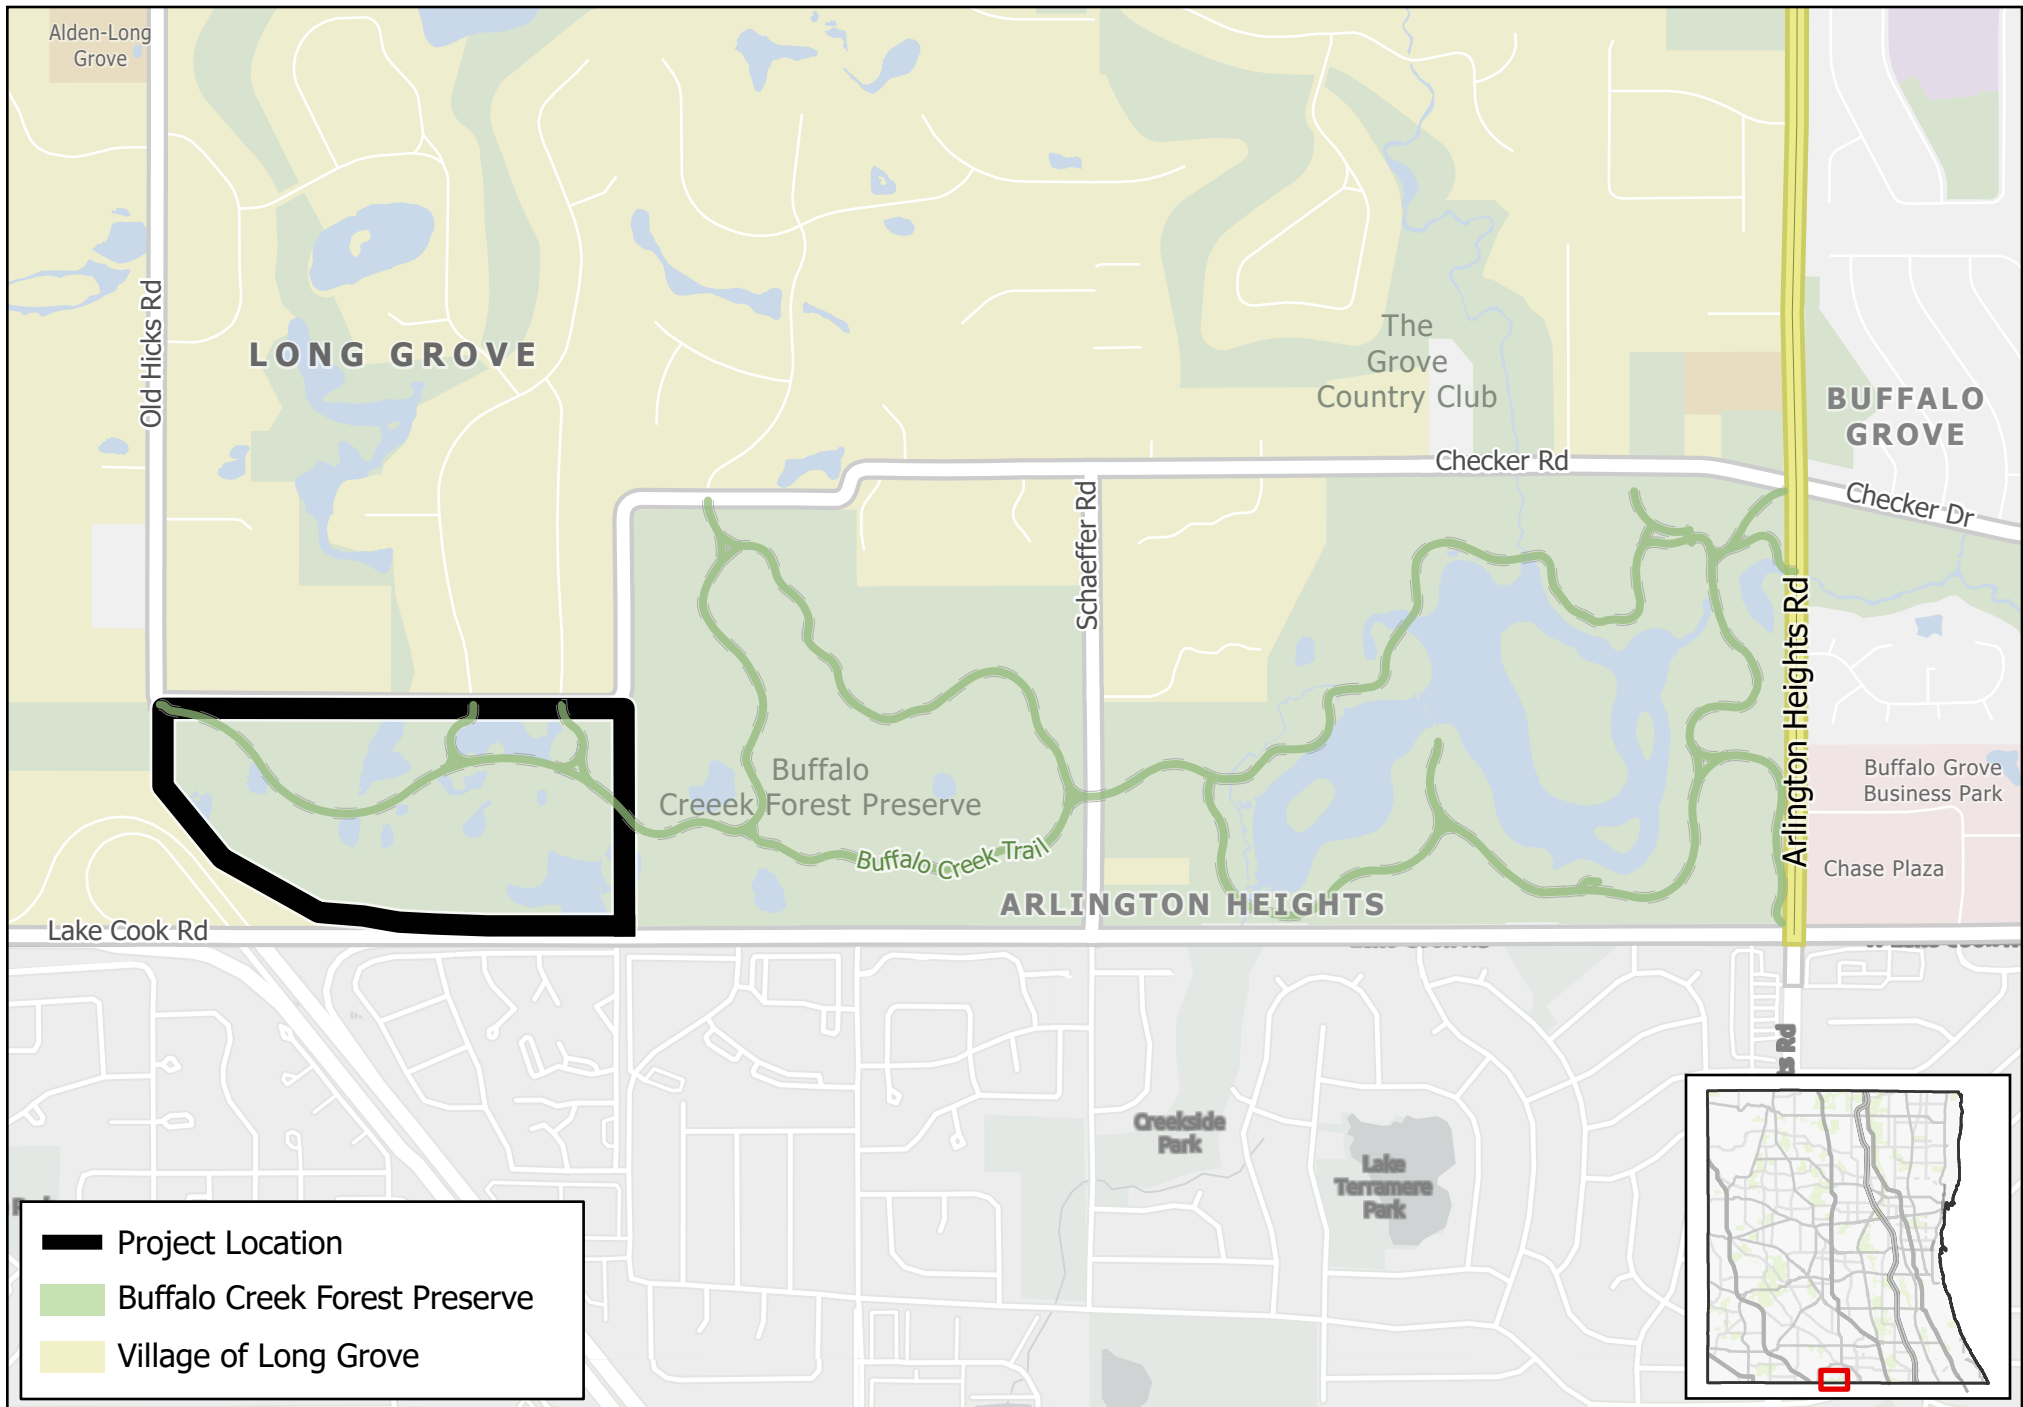 Alden-Long
Grove
Old Hicks Rd
LONG GROVE
The
Grove
Country Club
BUFFALO
GROVE
Checker Rd
Checker Dr
Schaeffer Rd
Arlington Heights Rd
Buffalo
Creeek Forest Preserve
Buffalo Creek Trail
Buffalo Grove
Business Park
Chase Plaza
ARLINGTON HEIGHTS
Lake Cook Rd
Rd
Creekside
Park
Lake
Terramere
Park
Project Location
Buffalo Creek Forest Preserve
Village of Long Grove